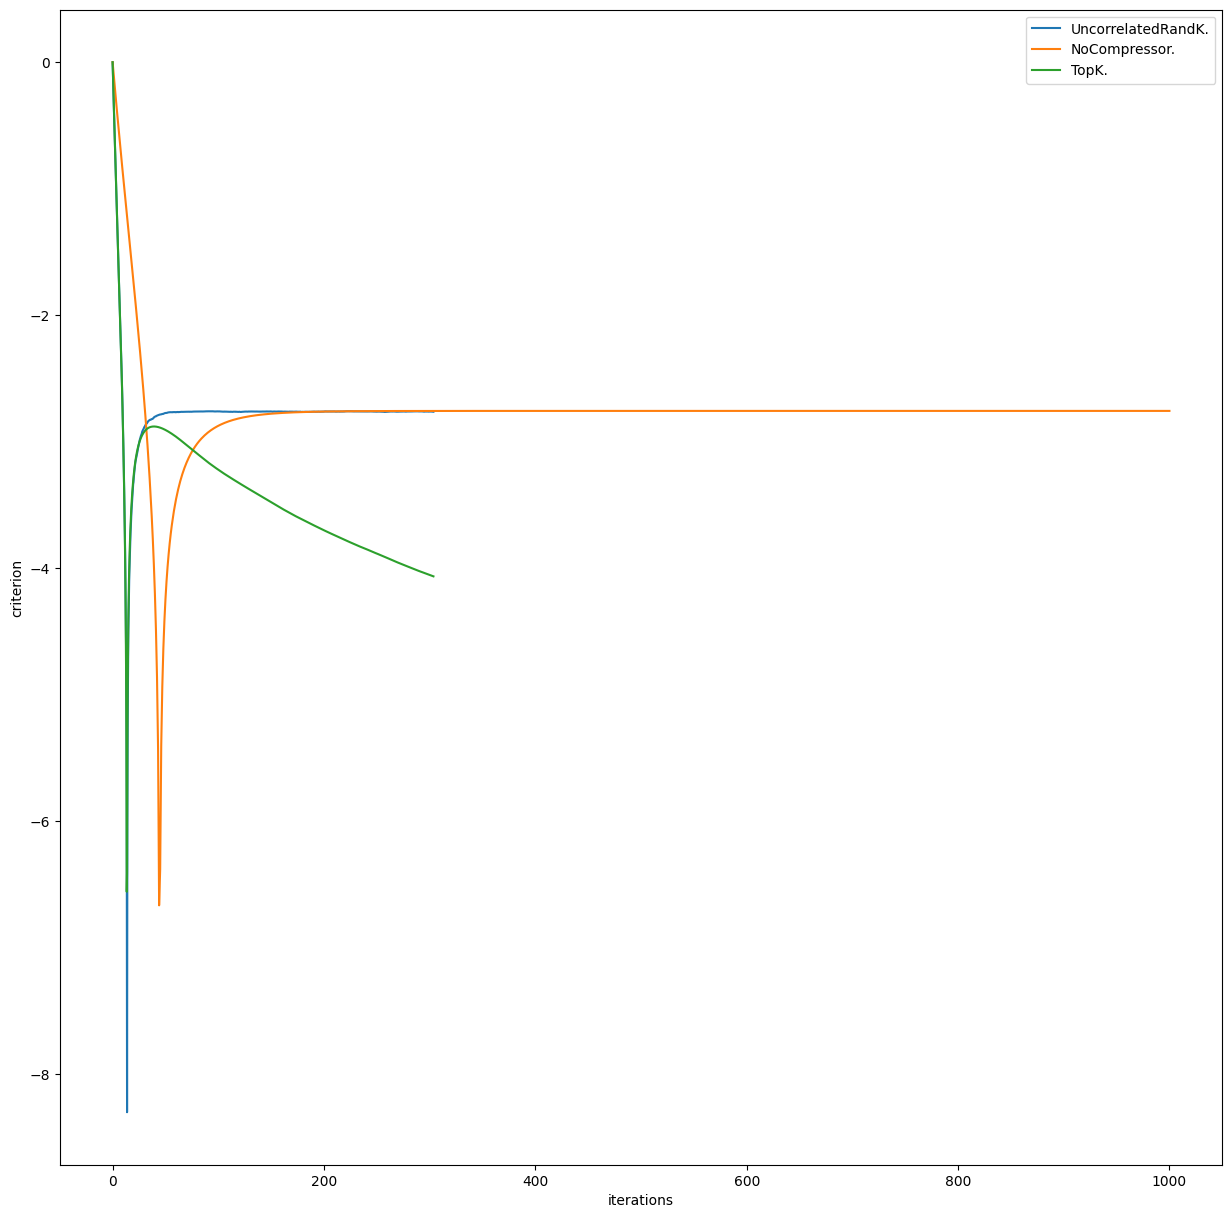 UncorrelatedRandK.
NoCompressor.
TopK.
0
−2
−4
−6
−8
criterion
0 200 400 600 800 1000
iterations